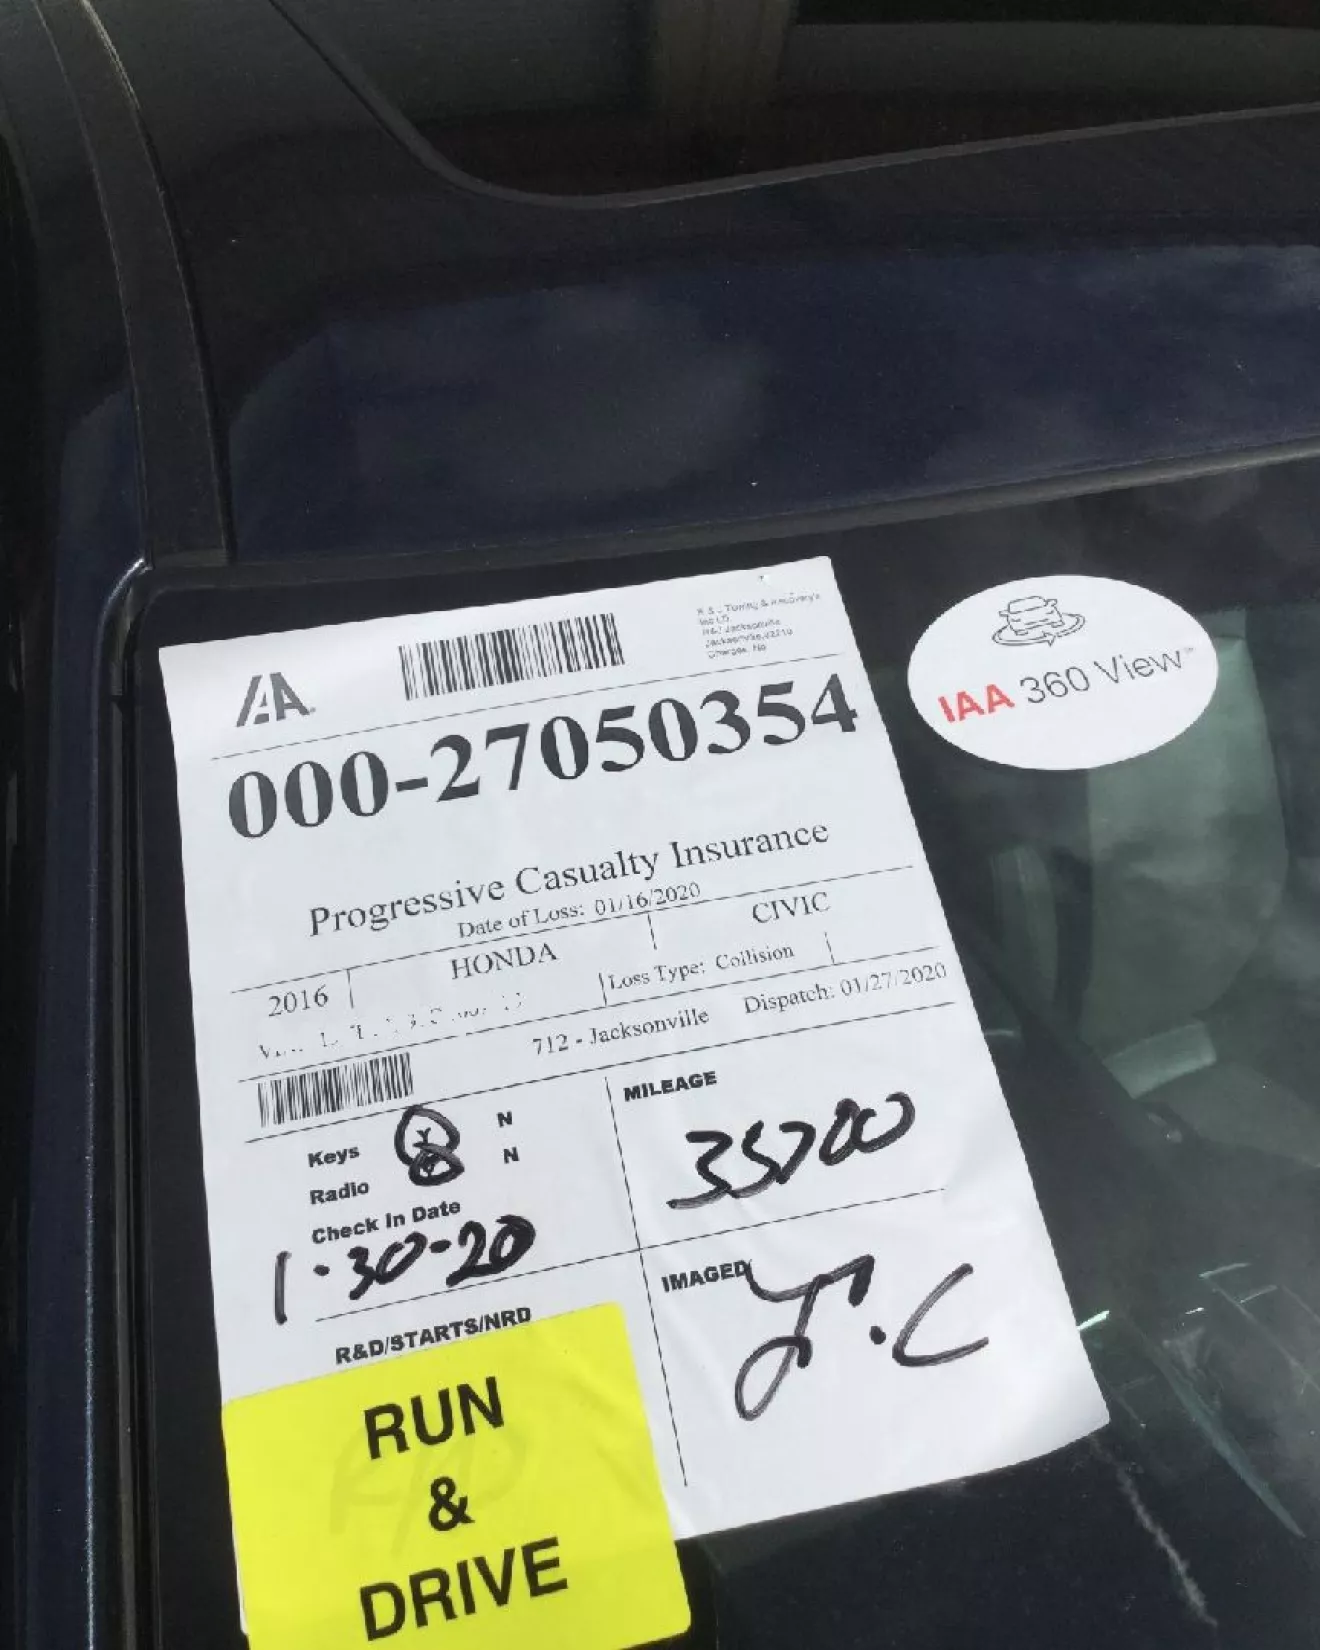 IAA
000-27050354
Progressive Casualty Insurance
Date of Loss: 01/16/2020
2016 HONDA CIVIC
Loss Type: Collision
712 - Jacksonville Dispatch: 01/27/2020
Keys Y N
Radio Y N
Check In Date
1-30-20
MILEAGE
35700
R&D/STARTS/NRD
IMAGED
RUN
&
DRIVE
IAA 360 View™